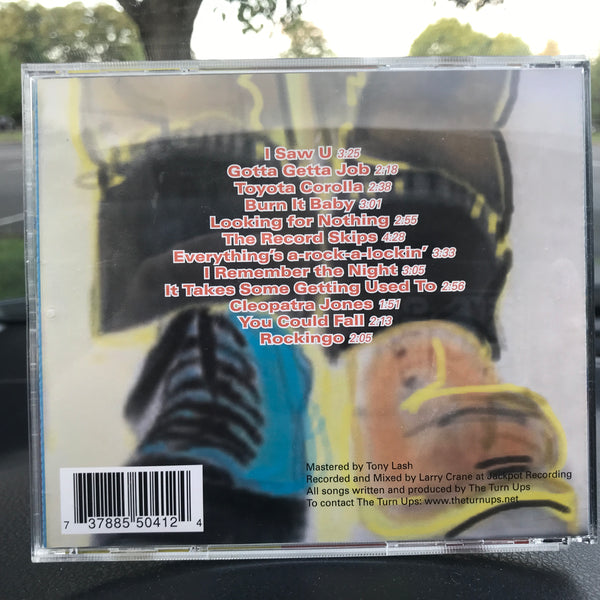 I Saw U 3:25
Gotta Getta Job 2:18
Toyota Corolla 2:38
Burn It Baby 3:01
Looking for Nothing 2:55
The Record Skips 4:28
Everything's a-rock-a-lockin' 3:33
I Remember the Night 3:05
It Takes Some Getting Used To 2:56
Cleopatra Jones 1:51
You Could Fall 2:13
Rockingo 2:05
Mastered by Tony Lash
Recorded and Mixed by Larry Crane at Jackpot Recording
All songs written and produced by The Turn Ups
To contact The Turn Ups: www.theturnups.net
7 37885 50412 4